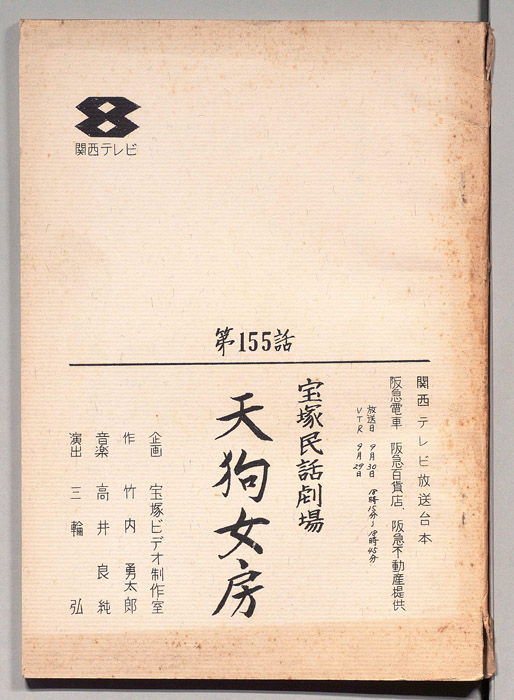 関西テレビ
第155話
関西テレビ放送台本
阪急電車 阪急百貨店、阪急不動産提供
放送日 9月30日 18時15分〜18時45分
VTR 9月29日
宝塚民話劇場
天狗女房
企画 宝塚ビデオ制作室
作 竹内勇太郎
音楽 高井良純
演出 三輪弘